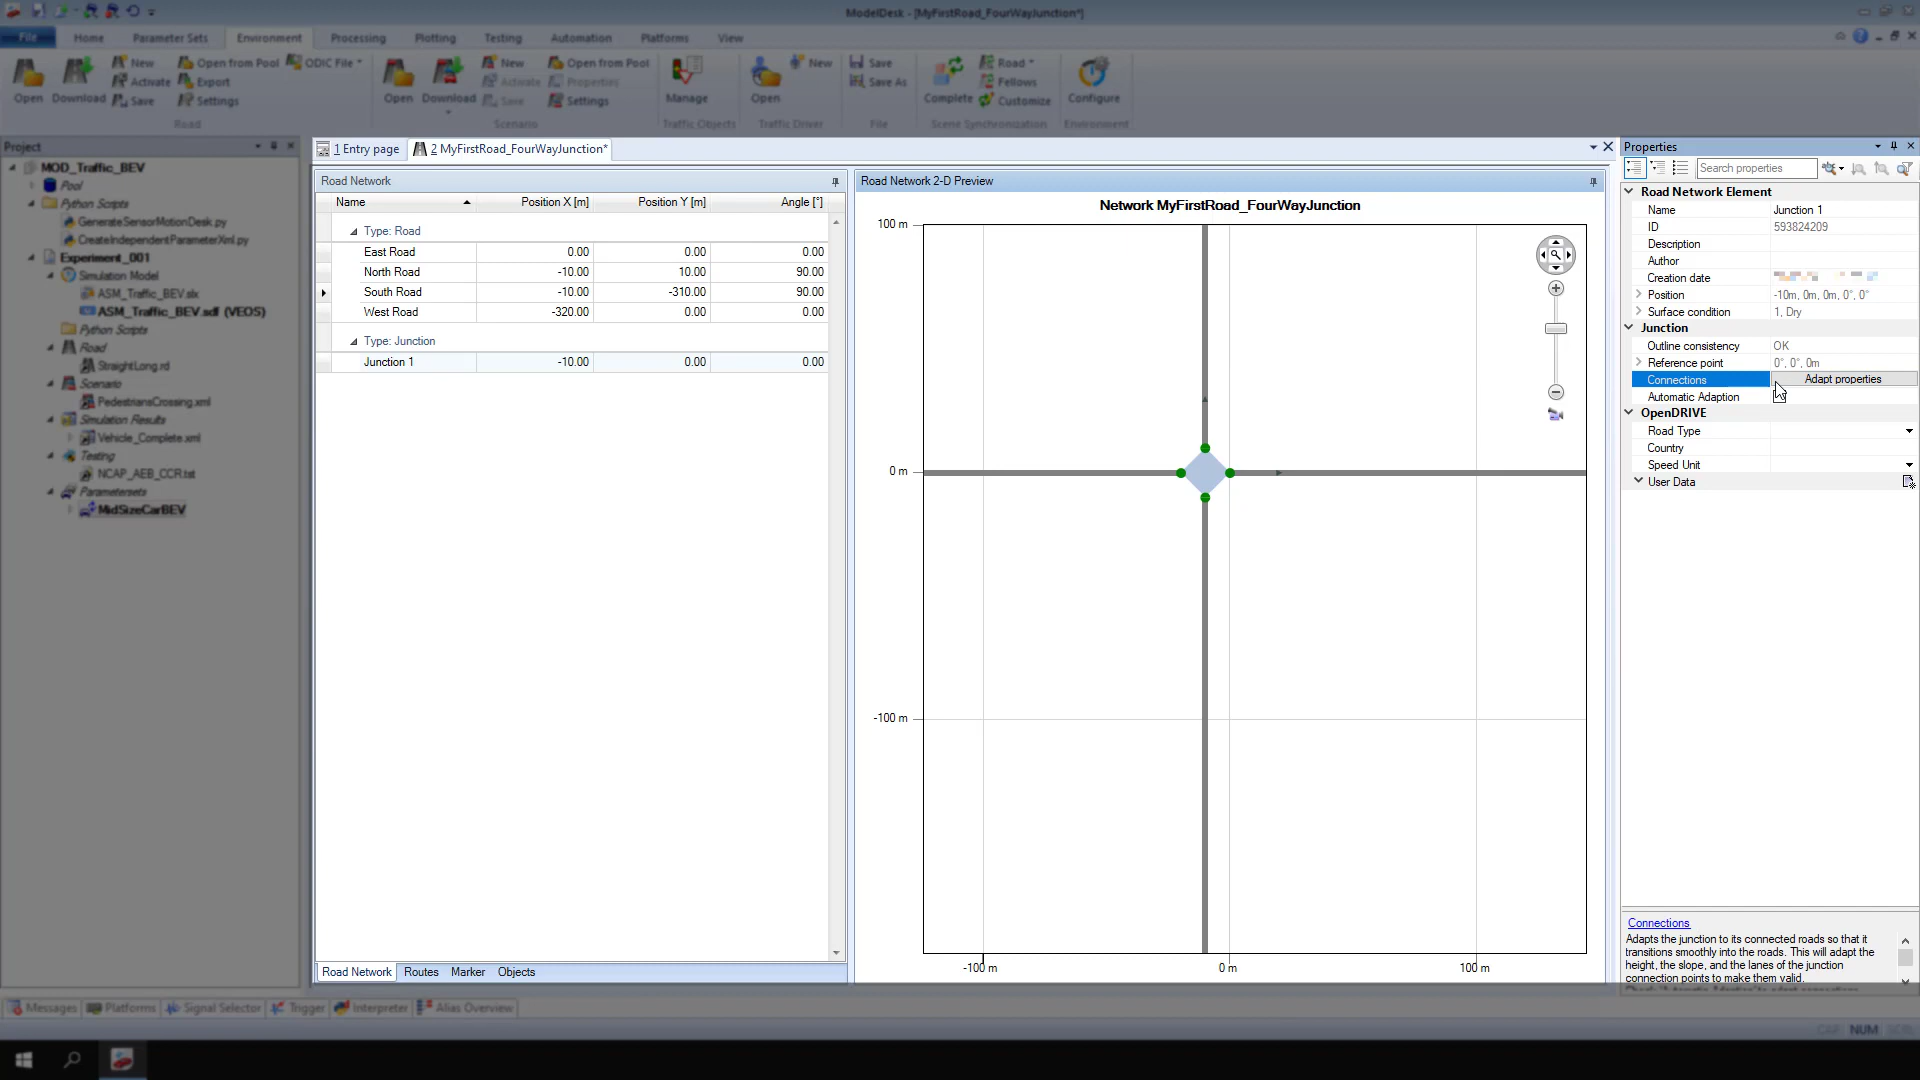 ModelDesk - [MyFirstRoad_FourWayJunction*]
File Home Parameter Sets Environment Processing Plotting Testing Automation Platforms View
Open Download New Activate Save Open from Pool Export Settings ODIC File
Road
Open Download New Activate Save Open from Pool Properties Settings
Scenario
Manage
Traffic Objects
Open New
Traffic Driver
Save
Save As
File
Complete Road Fellows Customize
Scene Synchronization
Configure
Environment
Project
MOD_Traffic_BEV
Pool
Python Scripts
GenerateSensorMotionDesk.py
CreateIndependentParameterXml.py
Experiment_001
Simulation Model
ASM_Traffic_BEV.slx
ASM_Traffic_BEV.sdf (VEOS)
Python Scripts
Road
StraightLong.rd
Scenario
PedestriansCrossing.xml
Simulation Results
Vehicle_Complete.xml
Testing
NCAP_AEB_CCR.tst
Parametersets
MidSizeCarBEV
1 Entry page
2 MyFirstRoad_FourWayJunction*
Road Network
Name Position X [m] Position Y [m] Angle [°]
Type: Road
East Road 0.00 0.00 0.00
North Road -10.00 10.00 90.00
South Road -10.00 -310.00 90.00
West Road -320.00 0.00 0.00
Type: Junction
Junction 1 -10.00 0.00 0.00
Road Network Routes Marker Objects
Road Network 2-D Preview
Network MyFirstRoad_FourWayJunction
100 m
0 m
-100 m
-100 m 0 m 100 m
Properties
Search properties
Road Network Element
Name Junction 1
ID 593824209
Description
Author
Creation date
Position -10m, 0m, 0m, 0°, 0°
Surface condition 1, Dry
Junction
Outline consistency OK
Reference point 0°, 0°, 0m
Connections Adapt properties
Automatic Adaption
OpenDRIVE
Road Type
Country
Speed Unit
User Data
Connections
Adapts the junction to its connected roads so that it
transitions smoothly into the roads. This will adapt the
height, the slope, and the lanes of the junction
connection points to make them valid.
Messages Platforms Signal Selector Trigger Interpreter Alias Overview
CAP NUM